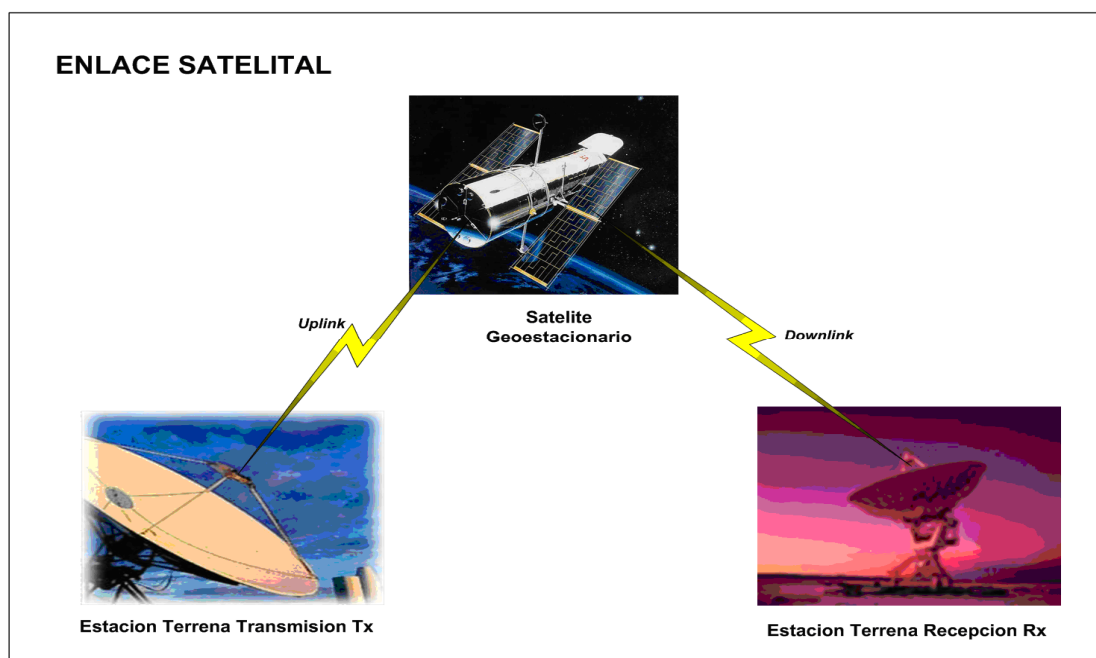 ENLACE SATELITAL
Uplink
Satelite
Geoestacionario
Downlink
Estacion Terrena Transmision Tx
Estacion Terrena Recepcion Rx